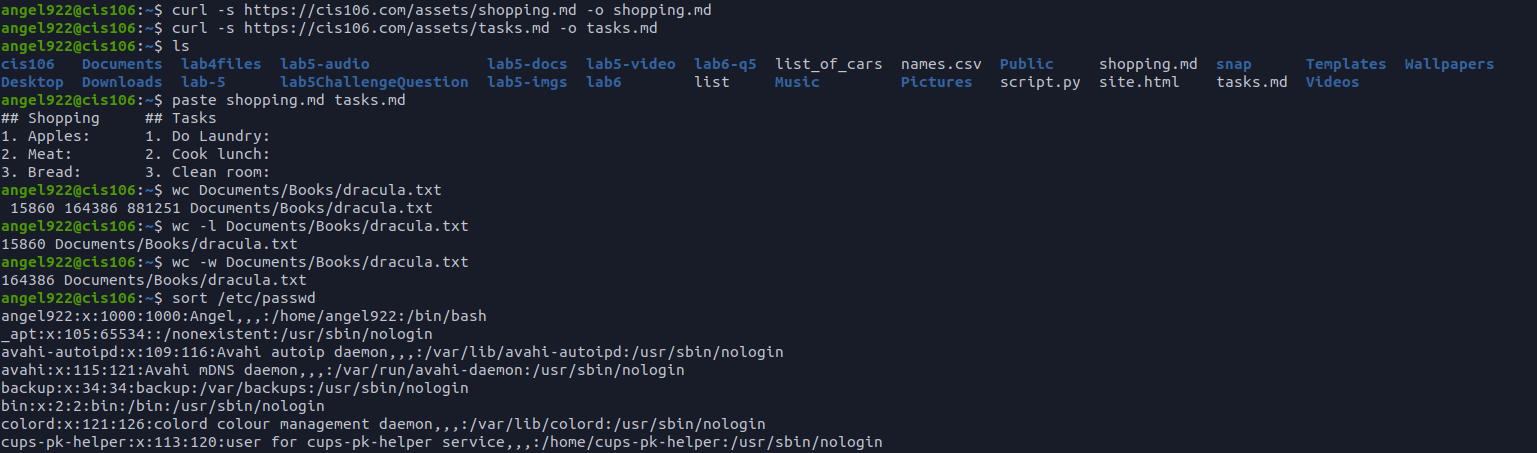 angel922@cis106:~$ curl -s https://cis106.com/assets/shopping.md -o shopping.md
angel922@cis106:~$ curl -s https://cis106.com/assets/tasks.md -o tasks.md
angel922@cis106:~$ ls
cis106   Documents  lab4files  lab5-audio              lab5-docs  lab5-video  lab6-q5  list_of_cars  names.csv  Public     shopping.md  snap      Templates  Wallpapers
Desktop  Downloads  lab-5      lab5ChallengeQuestion  lab5-imgs  lab6        list     Music         Pictures   script.py  site.html    tasks.md  Videos
angel922@cis106:~$ paste shopping.md tasks.md
## Shopping     ## Tasks
1. Apples:      1. Do Laundry:
2. Meat:        2. Cook lunch:
3. Bread:       3. Clean room:
angel922@cis106:~$ wc Documents/Books/dracula.txt
 15860 164386 881251 Documents/Books/dracula.txt
angel922@cis106:~$ wc -l Documents/Books/dracula.txt
15860 Documents/Books/dracula.txt
angel922@cis106:~$ wc -w Documents/Books/dracula.txt
164386 Documents/Books/dracula.txt
angel922@cis106:~$ sort /etc/passwd
angel922:x:1000:1000:Angel,,,:/home/angel922:/bin/bash
_apt:x:105:65534::/nonexistent:/usr/sbin/nologin
avahi-autoipd:x:109:116:Avahi autoip daemon,,,:/var/lib/avahi-autoipd:/usr/sbin/nologin
avahi:x:115:121:Avahi mDNS daemon,,,:/var/run/avahi-daemon:/usr/sbin/nologin
backup:x:34:34:backup:/var/backups:/usr/sbin/nologin
bin:x:2:2:bin:/bin:/usr/sbin/nologin
colord:x:121:126:colord colour management daemon,,,:/var/lib/colord:/usr/sbin/nologin
cups-pk-helper:x:113:120:user for cups-pk-helper service,,,:/home/cups-pk-helper:/usr/sbin/nologin